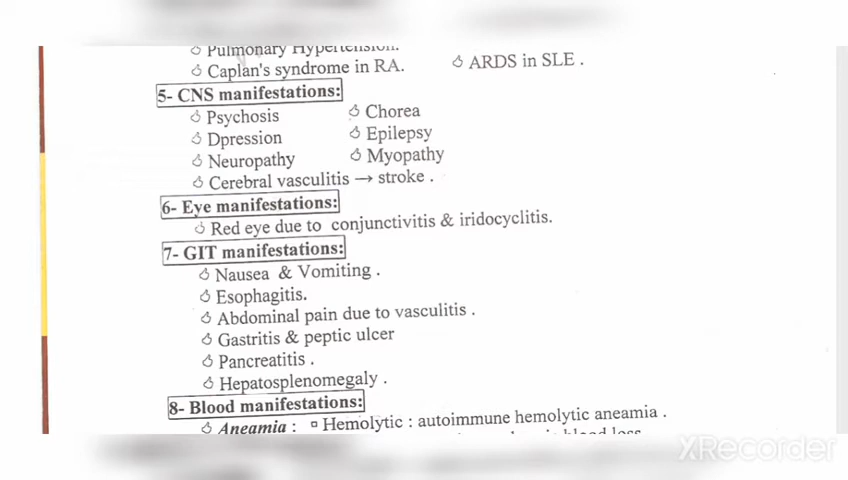 Pulmonary Hypertension.
Caplan's syndrome in RA. ARDS in SLE .
5- CNS manifestations:
Psychosis Chorea
Dpression Epilepsy
Neuropathy Myopathy
Cerebral vasculitis → stroke .
6- Eye manifestations:
Red eye due to conjunctivitis & iridocyclitis.
7- GIT manifestations:
Nausea & Vomiting .
Esophagitis.
Abdominal pain due to vasculitis .
Gastritis & peptic ulcer
Pancreatitis .
Hepatosplenomegaly .
8- Blood manifestations:
Aneamia : Hemolytic : autoimmune hemolytic aneamia .
blood loss
XRecorder